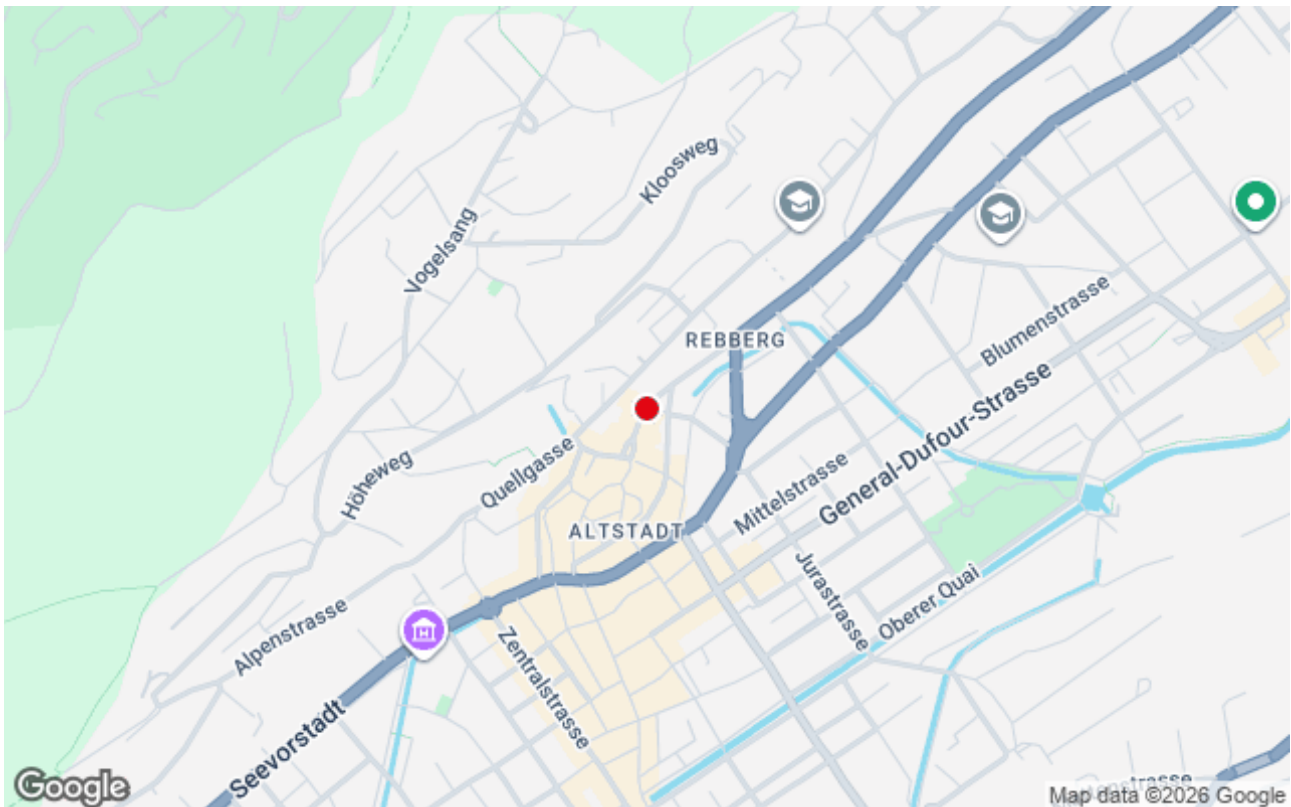 Kloosweg
Vogelsang
REBBERG
Blumenstrasse
General-Dufour-Strasse
Höheweg
Quellgasse
Mittelstrasse
ALTSTADT
Jurastrasse
Oberer Quai
Alpenstrasse
Zentralstrasse
Seevorstadt
Google
Map data ©2026 Google